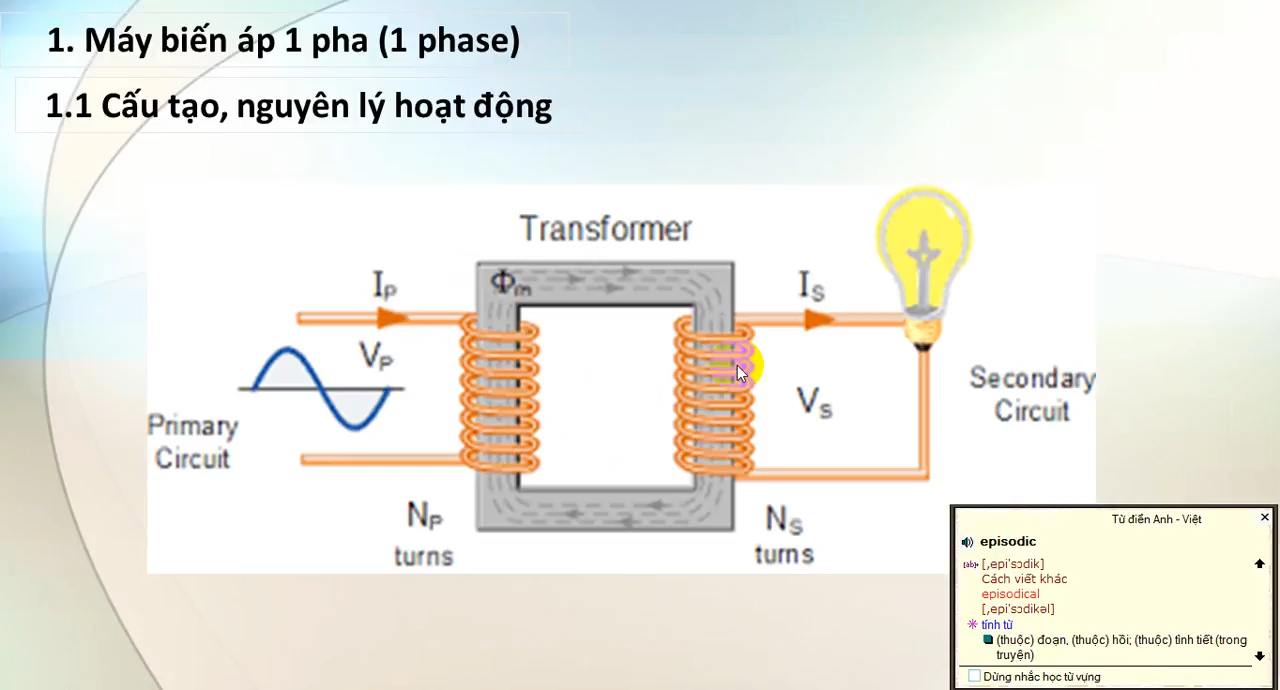 1. Máy biến áp 1 pha (1 phase)
1.1 Cấu tạo, nguyên lý hoạt động
Transformer
Φm
IP
IS
VP
VS
Primary
Circuit
Secondary
Circuit
NP
turns
NS
turns
Từ điển Anh - Việt
episodic
[,epi'sɔdik]
Cách viết khác
episodical
[,epi'sɔdikəl]
tính từ
(thuộc) đoạn, (thuộc) hồi; (thuộc) tình tiết (trong
truyện)
Dừng nhắc học từ vựng